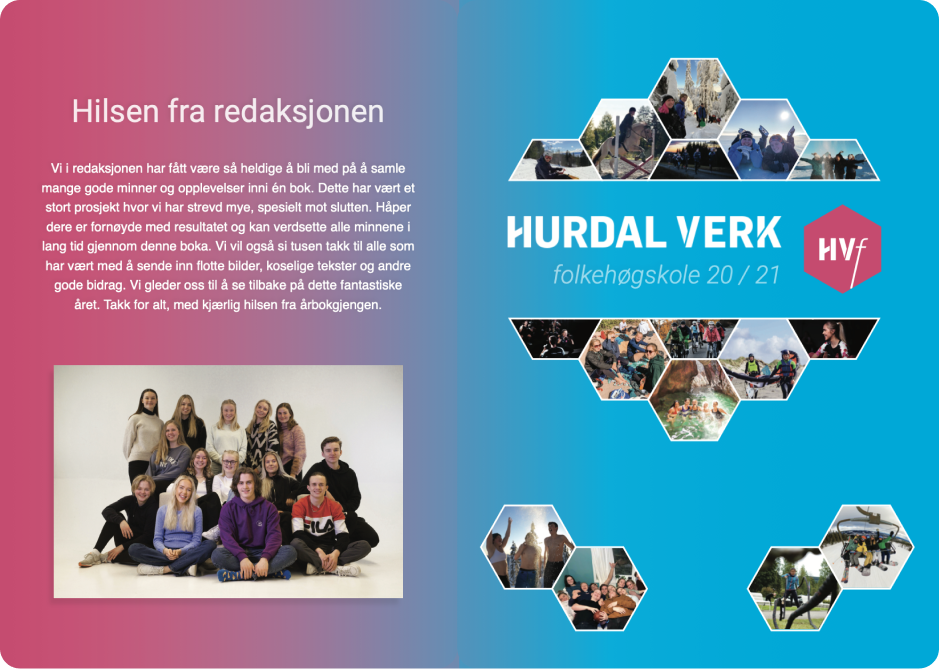 Hilsen fra redaksjonen
Vi i redaksjonen har fått være så heldige å bli med på å samle
mange gode minner og opplevelser inni én bok. Dette har vært et
stort prosjekt hvor vi har strevd mye, spesielt mot slutten. Håper
dere er fornøyde med resultatet og kan verdsette alle minnene i
lang tid gjennom denne boka. Vi vil også si tusen takk til alle som
har vært med å sende inn flotte bilder, koselige tekster og andre
gode bidrag. Vi gleder oss til å se tilbake på dette fantastiske
året. Takk for alt, med kjærlig hilsen fra årbokgjengen.
FILA
HURDAL VERK
folkehøgskole 20 / 21
HVf